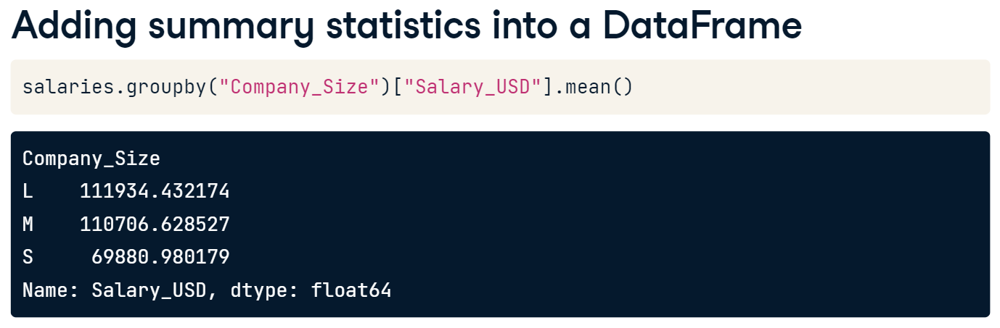 Adding summary statistics into a DataFrame
salaries.groupby("Company_Size")["Salary_USD"].mean()
Company_Size
L    111934.432174
M    110706.628527
S     69880.980179
Name: Salary_USD, dtype: float64